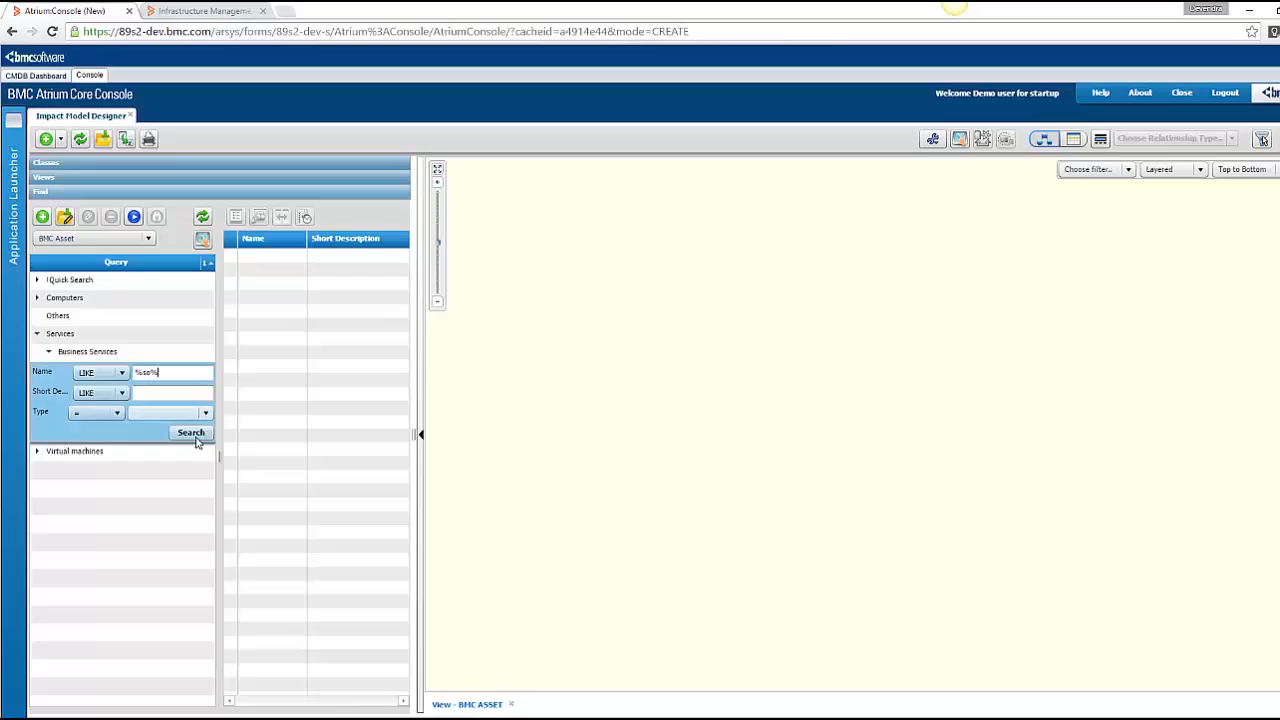 Atrium:Console (New)
Infrastructure Manageme
Devendra
https://89s2-dev.bmc.com/arsys/forms/89s2-dev-s/Atrium%3AConsole/AtriumConsole/?cacheid=a4914e44&mode=CREATE
bmcsoftware
CMDB Dashboard
Console
BMC Atrium Core Console
Welcome Demo user for startup
Help
About
Close
Logout
Impact Model Designer
Choose Relationship Type...
Application Launcher
Classes
Views
Find
Choose filter..
Layered
Top to Bottom
BMC Asset
Name
Short Description
Query
1
!Quick Search
Computers
Others
Services
Business Services
Name LIKE %so%
Short De... LIKE
Type =
Search
Virtual machines
View - BMC ASSET